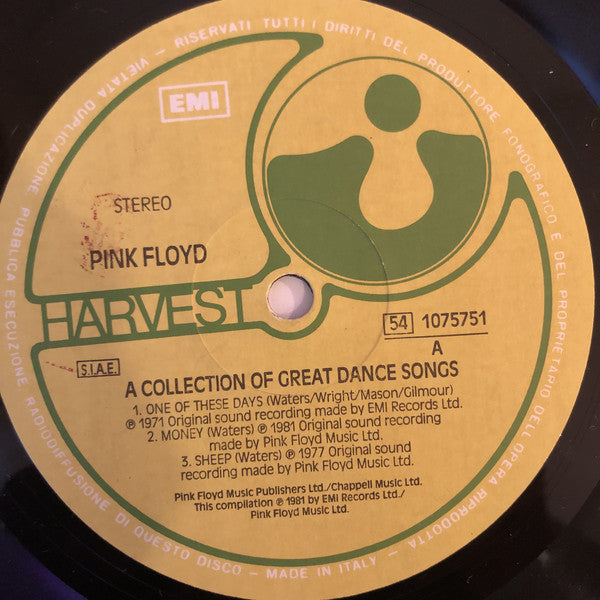 RISERVATI TUTTI I DIRITTI DEL PRODUTTORE FONOGRAFICO E DEL PROPRIETARIO DELL'OPERA RIPRODOTTA - MADE IN ITALY - VIETATA DUPLICAZIONE PUBBLICA ESECUZIONE RADIODIFFUSIONE DI QUESTO DISCO -
EMI
STEREO
PINK FLOYD
HARVEST
54 1075751
A
S.I.A.E.
A COLLECTION OF GREAT DANCE SONGS
1. ONE OF THESE DAYS (Waters/Wright/Mason/Gilmour)
℗ 1971 Original sound recording made by EMI Records Ltd.
2. MONEY (Waters) ℗ 1981 Original sound recording
made by Pink Floyd Music Ltd.
3. SHEEP (Waters) ℗ 1977 Original sound
recording made by Pink Floyd Music Ltd.
Pink Floyd Music Publishers Ltd./Chappell Music Ltd.
This compilation ℗ 1981 by EMI Records Ltd./
Pink Floyd Music Ltd.